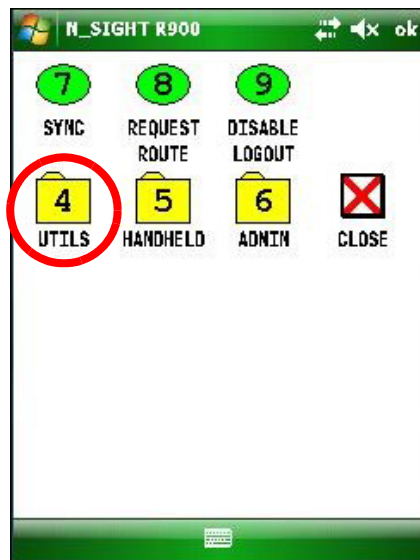 N_SIGHT R900 ok
7 8 9
SYNC REQUEST DISABLE
ROUTE LOGOUT
4 5 6
UTILS HANDHELD ADMIN CLOSE